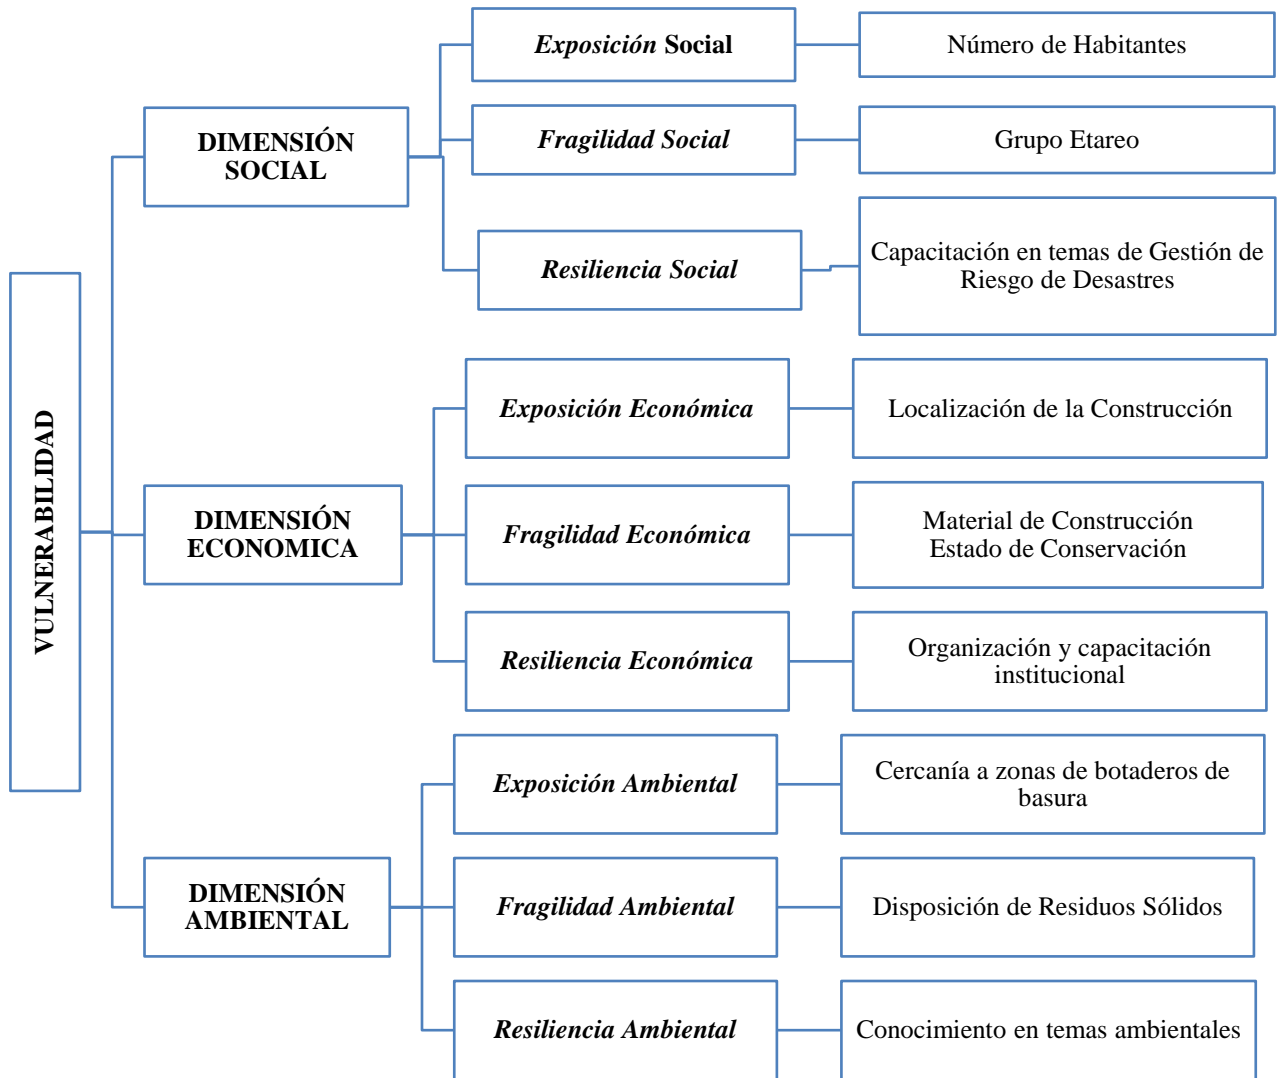 VULNERABILIDAD
DIMENSIÓN
SOCIAL
Exposición Social
Número de Habitantes
Fragilidad Social
Grupo Etareo
Resiliencia Social
Capacitación en temas de Gestión de
Riesgo de Desastres
DIMENSIÓN
ECONOMICA
Exposición Económica
Localización de la Construcción
Fragilidad Económica
Material de Construcción
Estado de Conservación
Resiliencia Económica
Organización y capacitación
institucional
DIMENSIÓN
AMBIENTAL
Exposición Ambiental
Cercanía a zonas de botaderos de
basura
Fragilidad Ambiental
Disposición de Residuos Sólidos
Resiliencia Ambiental
Conocimiento en temas ambientales